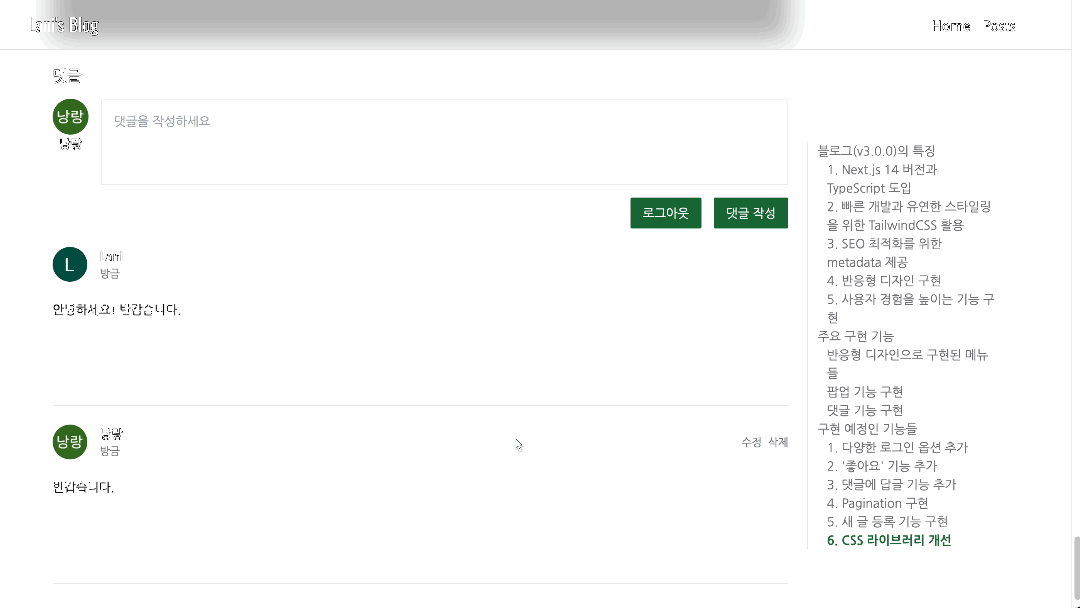 Lani's Blog
Home Posts
댓글
낭랑
댓글을 작성하세요
낭랑
로그아웃 댓글 작성
L
Lani
방금
안녕하세요! 반갑습니다.
낭랑
낭랑
방금
수정 삭제
반갑습니다.
블로그(v3.0.0)의 특징
1. Next.js 14 버전과
TypeScript 도입
2. 빠른 개발과 유연한 스타일링
을 위한 TailwindCSS 활용
3. SEO 최적화를 위한
metadata 제공
4. 반응형 디자인 구현
5. 사용자 경험을 높이는 기능 구
현
주요 구현 기능
반응형 디자인으로 구현된 메뉴
들
팝업 기능 구현
댓글 기능 구현
구현 예정인 기능들
1. 다양한 로그인 옵션 추가
2. '좋아요' 기능 추가
3. 댓글에 답글 기능 추가
4. Pagination 구현
5. 새 글 등록 기능 구현
6. CSS 라이브러리 개선